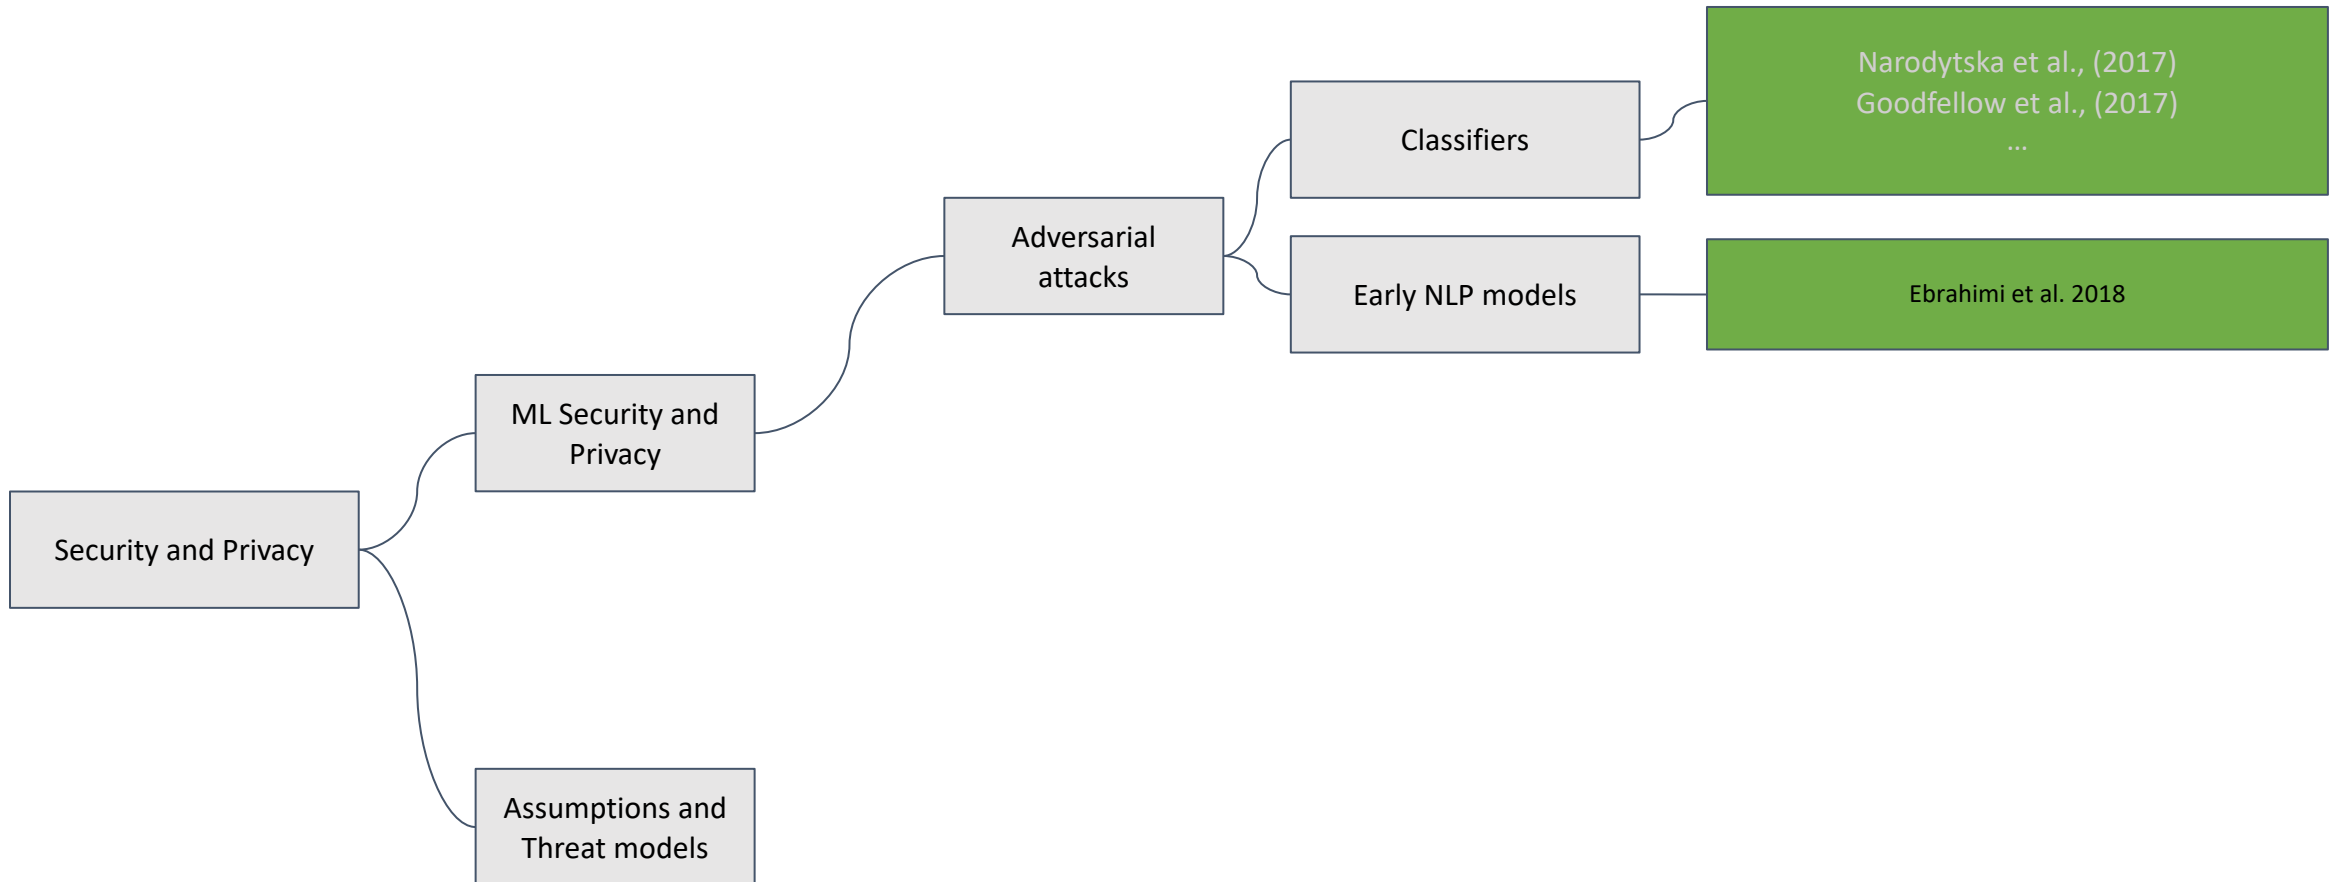 Narodytska et al., (2017)
Goodfellow et al., (2017)
...
Classifiers
Adversarial
attacks
Early NLP models
Ebrahimi et al. 2018
ML Security and
Privacy
Security and Privacy
Assumptions and
Threat models